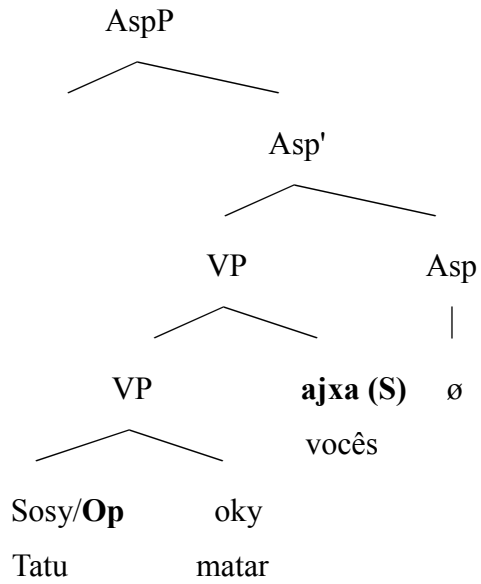 AspP
Asp'
VP Asp
VP ajxa (S) ø
vocês
Sosy/Op oky
Tatu matar